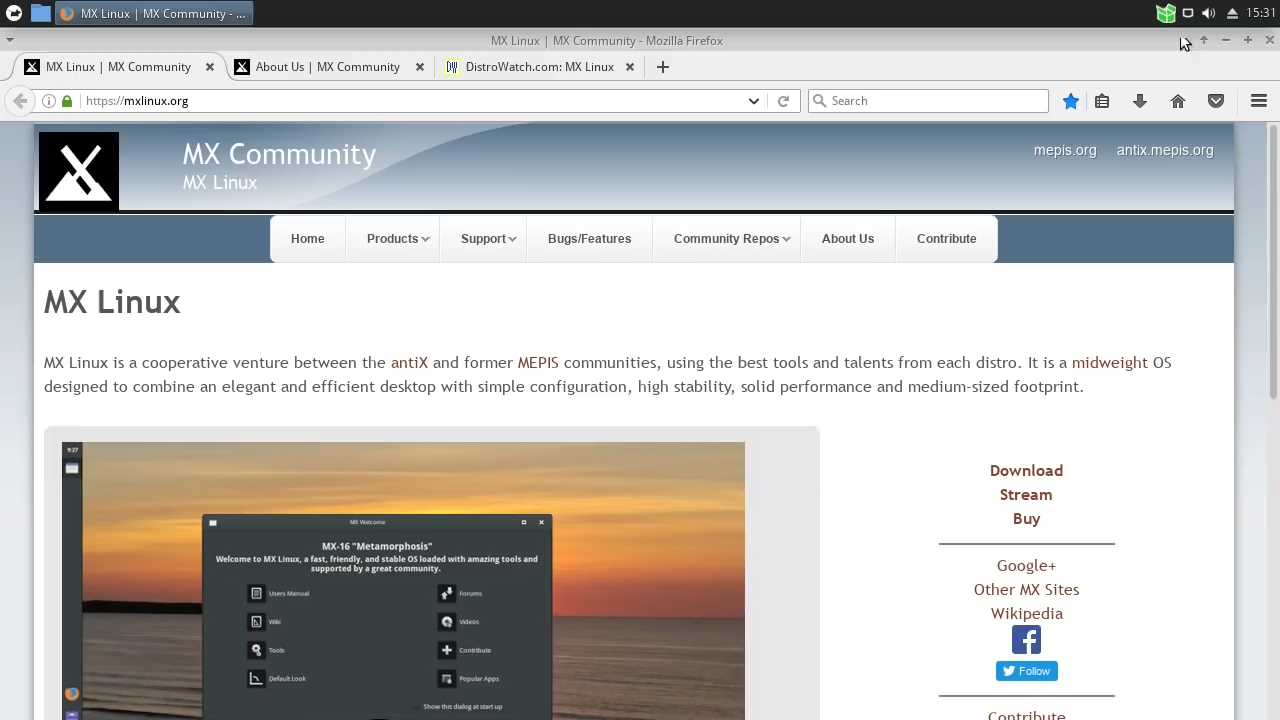 MX Linux | MX Community - ...
15:31
MX Linux | MX Community - Mozilla Firefox
MX Linux | MX Community
About Us | MX Community
DistroWatch.com: MX Linux
https://mxlinux.org
Search
MX Community
MX Linux
mepis.org
antix.mepis.org
Home
Products
Support
Bugs/Features
Community Repos
About Us
Contribute
MX Linux
MX Linux is a cooperative venture between the antiX and former MEPIS communities, using the best tools and talents from each distro. It is a midweight OS
designed to combine an elegant and efficient desktop with simple configuration, high stability, solid performance and medium-sized footprint.
9:27
MX Welcome
MX-16 "Metamorphosis"
Welcome to MX Linux, a fast, friendly, and stable OS loaded with amazing tools and
supported by a great community.
Users Manual
Forums
Wiki
Videos
Tools
Contribute
Default Look
Popular Apps
Show this dialog at start up
Download
Stream
Buy
Google+
Other MX Sites
Wikipedia
Follow
Contribute